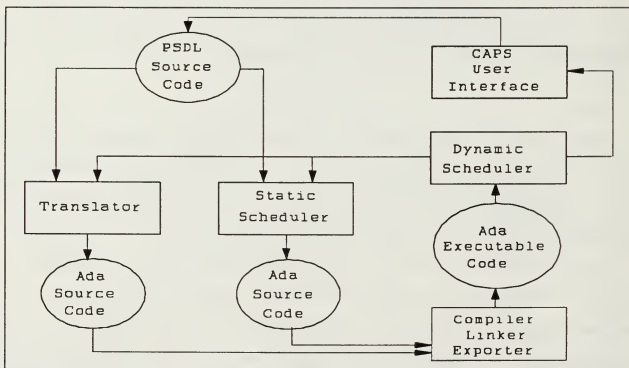 PSDL
Source
Code
CAPS
User
Interface
Dynamic
Scheduler
Translator
Static
Scheduler
Ada
Executable
Code
Ada
Source
Code
Ada
Source
Code
Compiler
Linker
Exporter